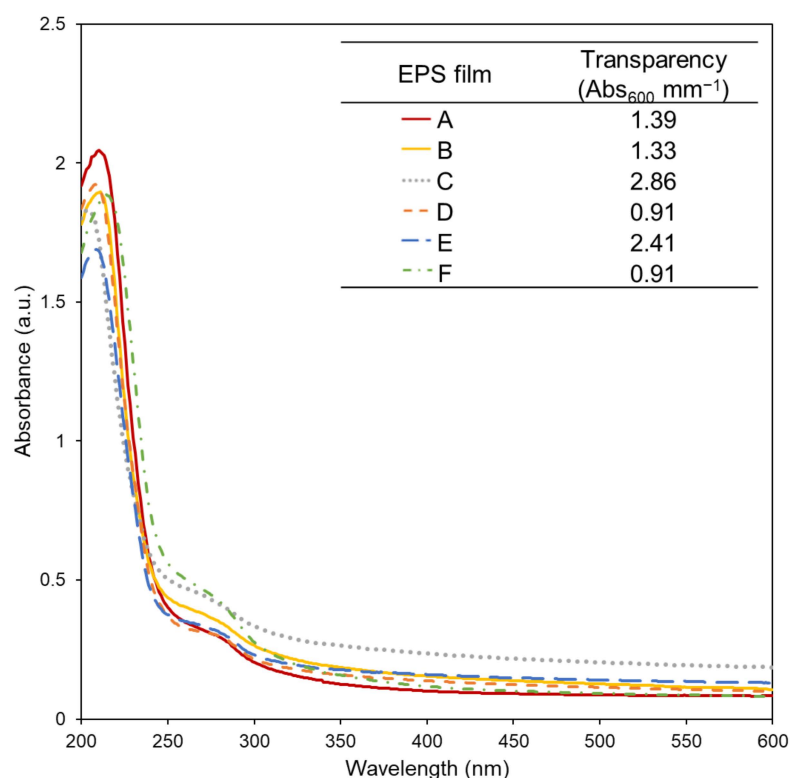 2.5
2
1.5
1
0.5
0
Absorbance (a.u.)
EPS film Transparency (Abs₆₀₀ mm⁻¹)
A 1.39
B 1.33
C 2.86
D 0.91
E 2.41
F 0.91
200 250 300 350 400 450 500 550 600
Wavelength (nm)